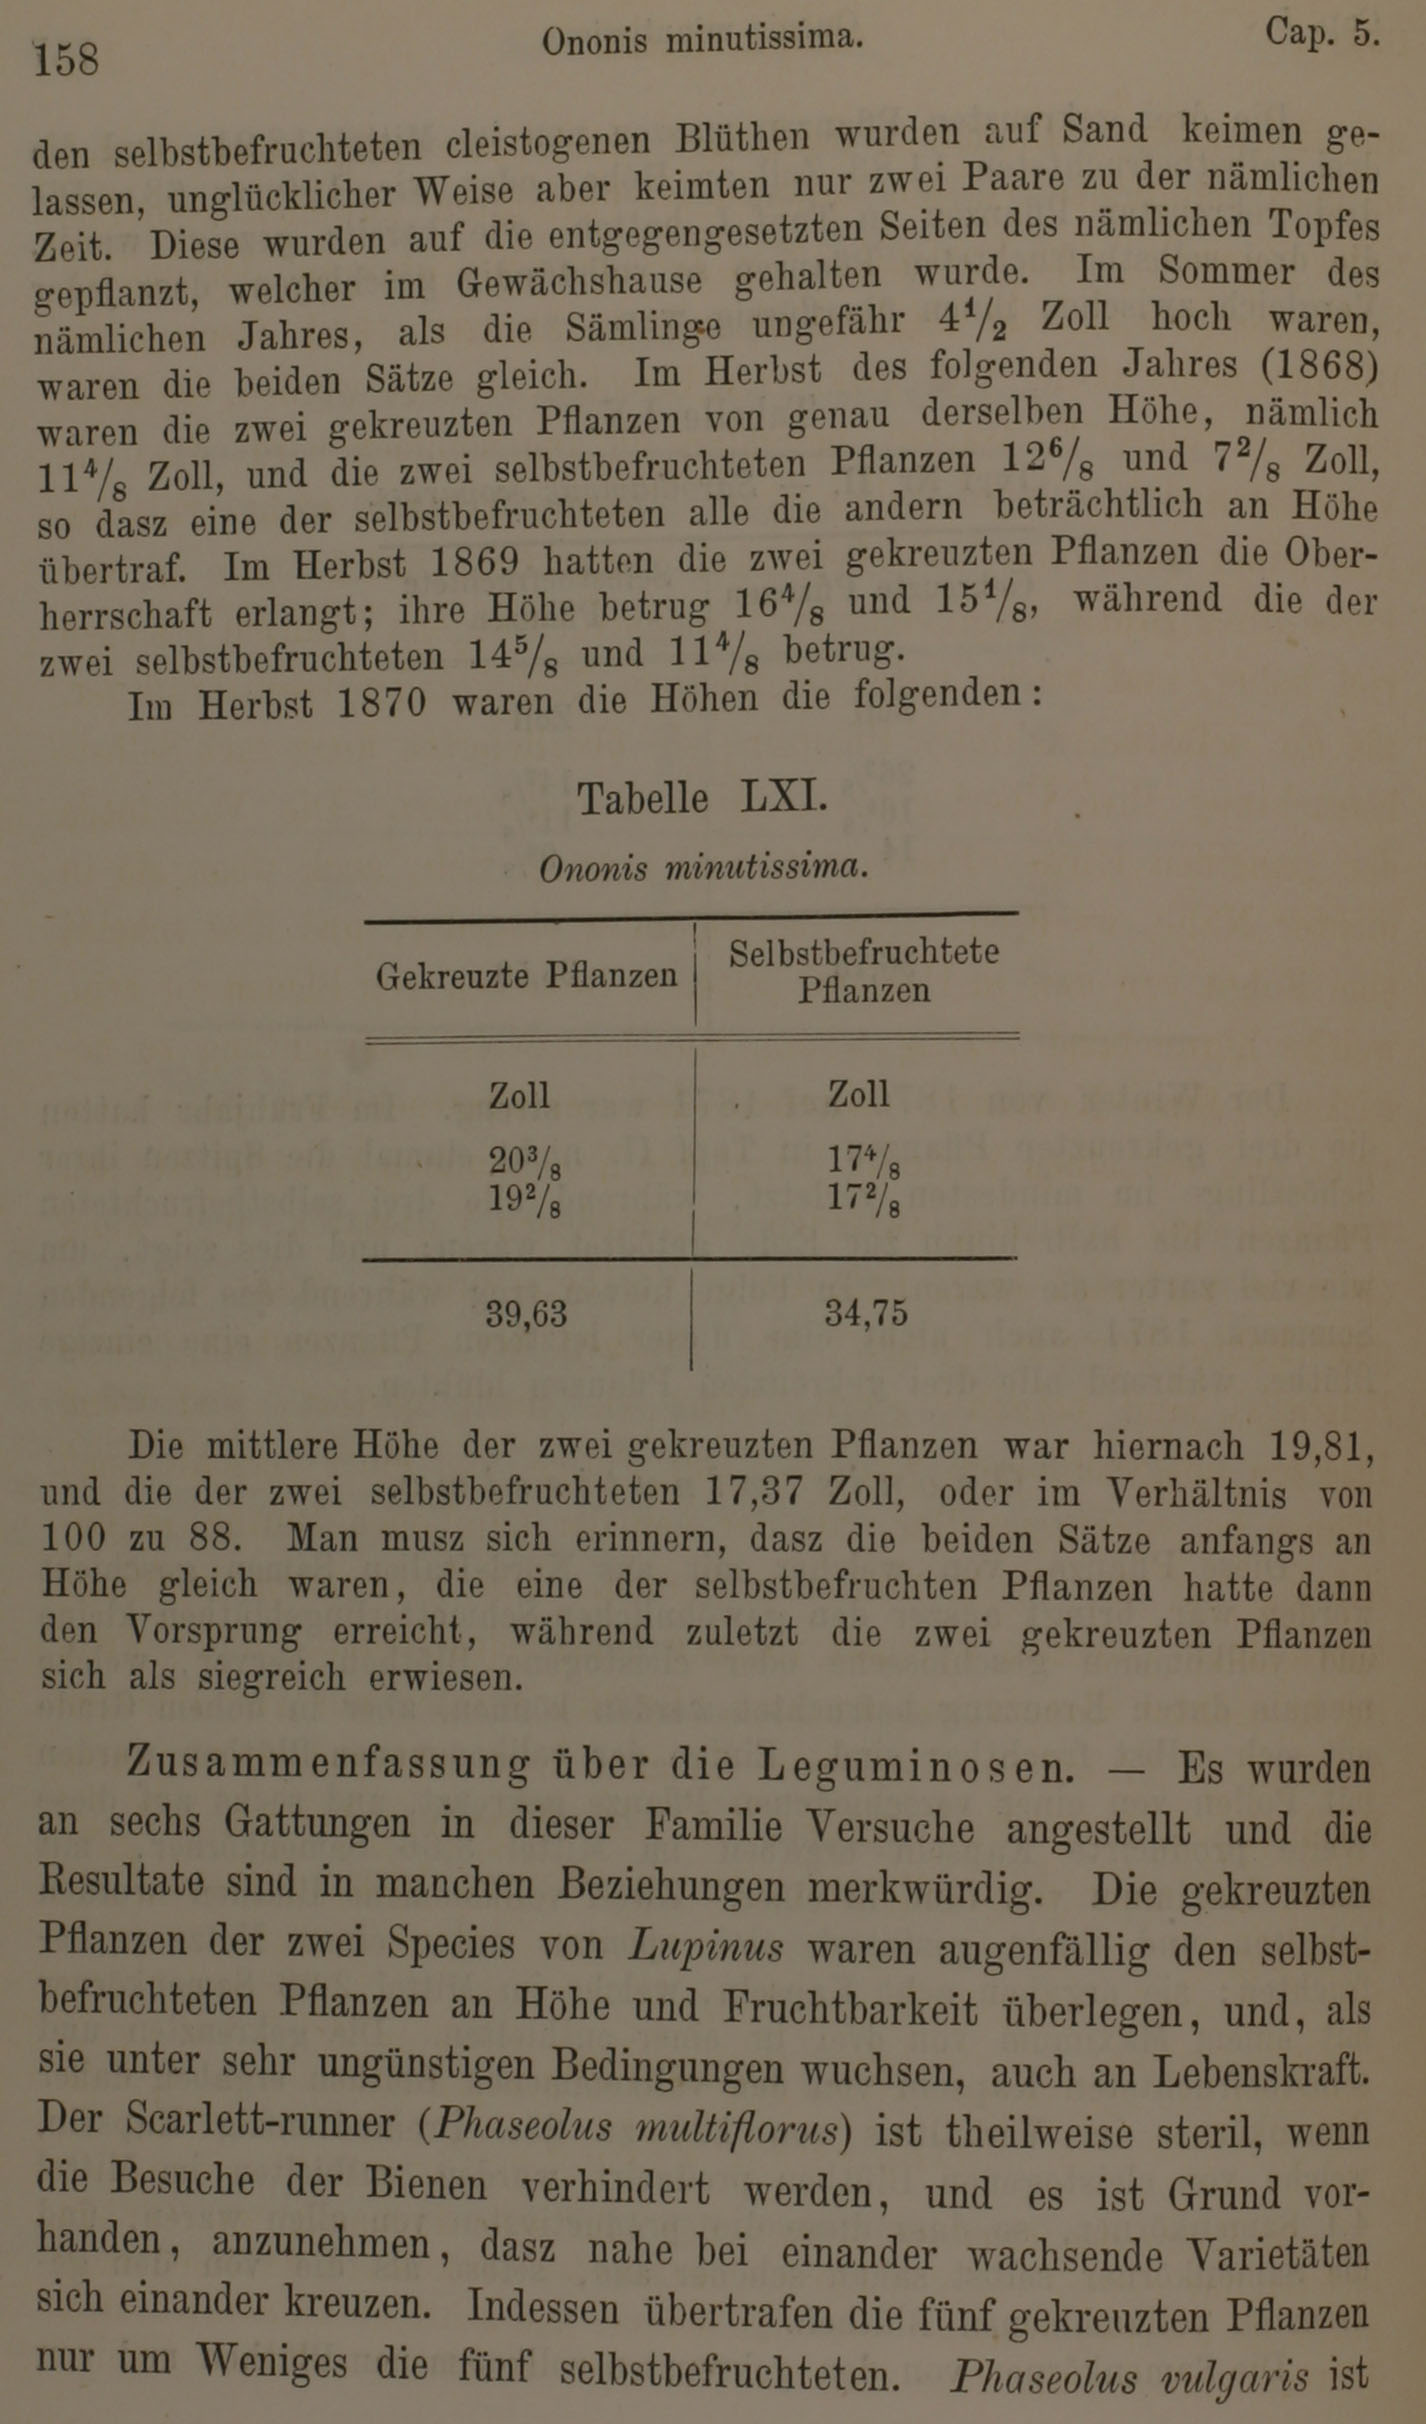 158
Ononis minutissima.
Cap. 5.
den selbstbefruchteten cleistogenen Blüthen wurden auf Sand keimen ge-
lassen, unglücklicher Weise aber keimten nur zwei Paare zu der nämlichen
Zeit. Diese wurden auf die entgegengesetzten Seiten des nämlichen Topfes
gepflanzt, welcher im Gewächshause gehalten wurde. Im Sommer des
nämlichen Jahres, als die Sämlinge ungefähr 4¹/₂ Zoll hoch waren,
waren die beiden Sätze gleich. Im Herbst des folgenden Jahres (1868)
waren die zwei gekreuzten Pflanzen von genau derselben Höhe, nämlich
11⁴/₈ Zoll, und die zwei selbstbefruchteten Pflanzen 12⁶/₈ und 7²/₈ Zoll,
so dasz eine der selbstbefruchteten alle die andern beträchtlich an Höhe
übertraf. Im Herbst 1869 hatten die zwei gekreuzten Pflanzen die Ober-
herrschaft erlangt; ihre Höhe betrug 16⁴/₈ und 15¹/₈, während die der
zwei selbstbefruchteten 14⁵/₈ und 11⁴/₈ betrug.
Im Herbst 1870 waren die Höhen die folgenden:
Tabelle LXI.
Ononis minutissima.
Gekreuzte Pflanzen
Selbstbefruchtete
Pflanzen
Zoll
Zoll
20³/₈
17⁴/₈
19²/₈
17²/₈
39,63
34,75
Die mittlere Höhe der zwei gekreuzten Pflanzen war hiernach 19,81,
und die der zwei selbstbefruchteten 17,37 Zoll, oder im Verhältnis von
100 zu 88. Man musz sich erinnern, dasz die beiden Sätze anfangs an
Höhe gleich waren, die eine der selbstbefruchten Pflanzen hatte dann
den Vorsprung erreicht, während zuletzt die zwei gekreuzten Pflanzen
sich als siegreich erwiesen.
Zusammenfassung über die Leguminosen. — Es wurden
an sechs Gattungen in dieser Familie Versuche angestellt und die
Resultate sind in manchen Beziehungen merkwürdig. Die gekreuzten
Pflanzen der zwei Species von Lupinus waren augenfällig den selbst-
befruchteten Pflanzen an Höhe und Fruchtbarkeit überlegen, und, als
sie unter sehr ungünstigen Bedingungen wuchsen, auch an Lebenskraft.
Der Scarlett-runner (Phaseolus multiflorus) ist theilweise steril, wenn
die Besuche der Bienen verhindert werden, und es ist Grund vor-
handen, anzunehmen, dasz nahe bei einander wachsende Varietäten
sich einander kreuzen. Indessen übertrafen die fünf gekreuzten Pflanzen
nur um Weniges die fünf selbstbefruchteten. Phaseolus vulgaris ist